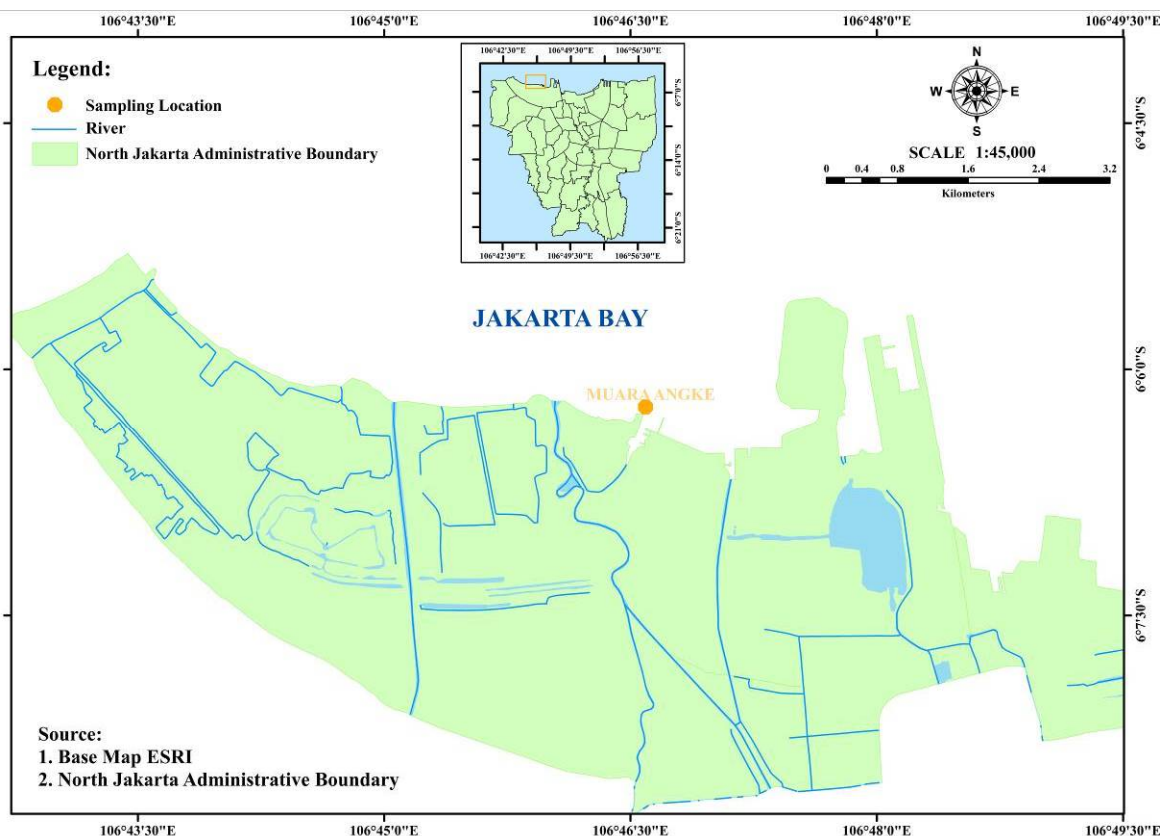 106°43'30"E 106°45'0"E 106°46'30"E 106°48'0"E 106°49'30"E
Legend:
Sampling Location
River
North Jakarta Administrative Boundary
106°42'30"E 106°49'30"E 106°56'30"E
6°7'0"S
6°14'0"S
6°21'0"S
106°42'30"E 106°49'30"E 106°56'30"E
N
W E
S
SCALE 1:45,000
0 0.4 0.8 1.6 2.4 3.2
Kilometers
6°4'30"S
JAKARTA BAY
6°6'0"S
MUARA ANGKE
6°7'30"S
Source:
1. Base Map ESRI
2. North Jakarta Administrative Boundary
106°43'30"E 106°45'0"E 106°46'30"E 106°48'0"E 106°49'30"E